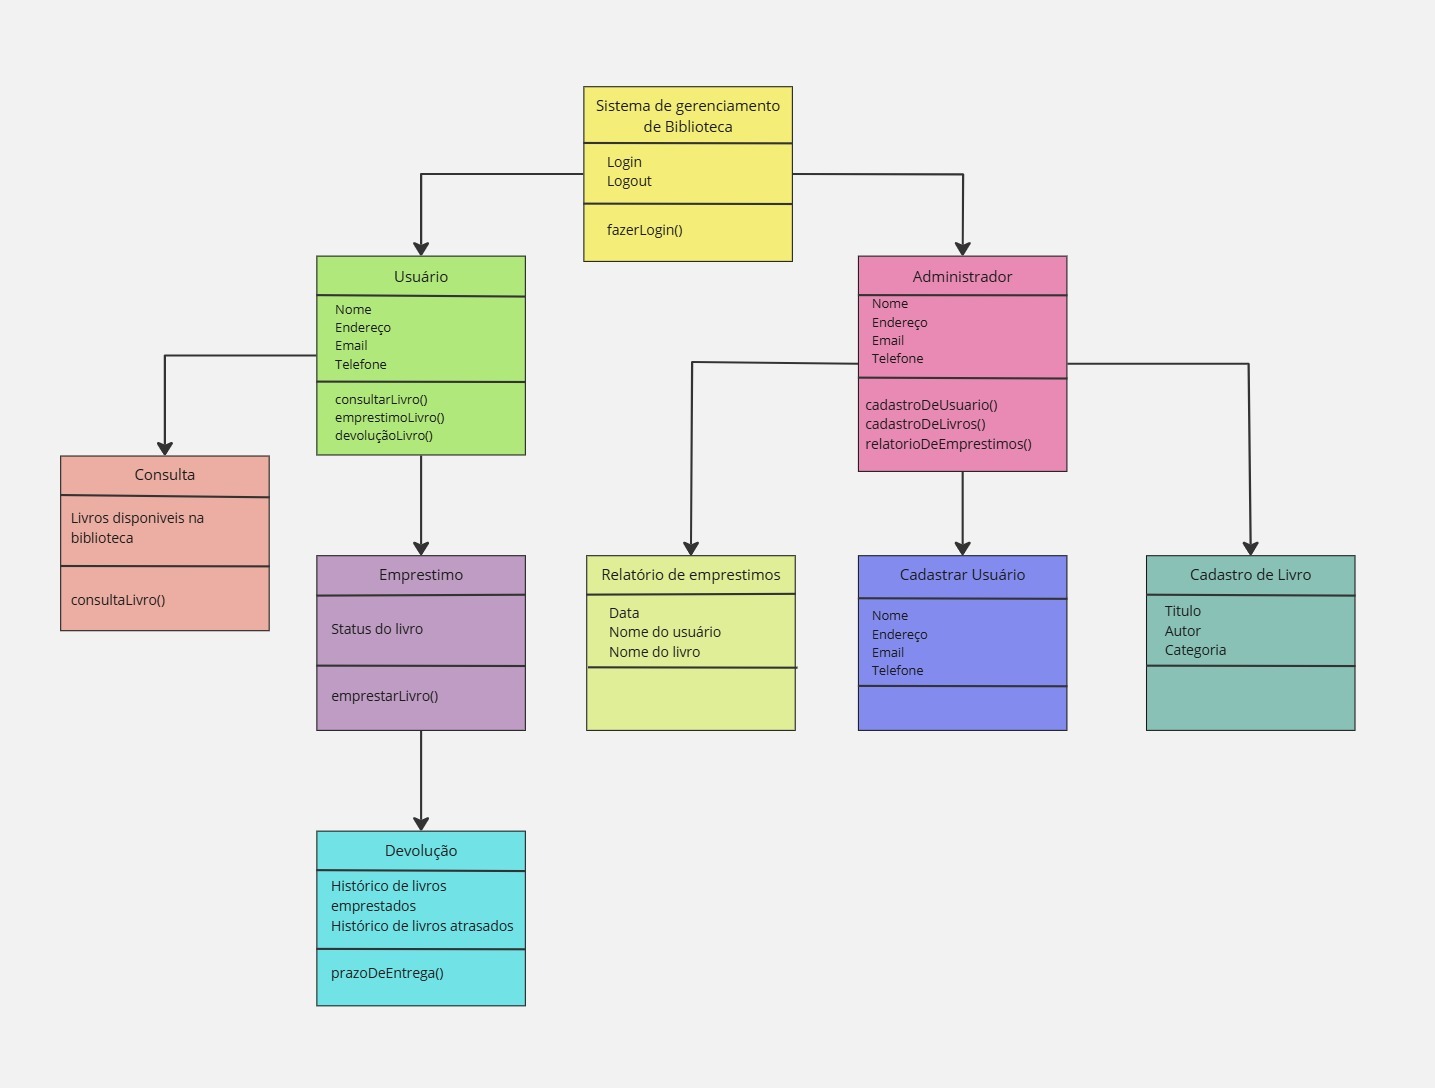 Sistema de gerenciamento
de Biblioteca
Login
Logout
fazerLogin()
Usuário
Nome
Endereço
Email
Telefone
consultarLivro()
emprestimoLivro()
devoluçãoLivro()
Administrador
Nome
Endereço
Email
Telefone
cadastroDeUsuario()
cadastroDeLivros()
relatorioDeEmprestimos()
Consulta
Livros disponiveis na
biblioteca
consultaLivro()
Emprestimo
Status do livro
emprestarLivro()
Relatório de emprestimos
Data
Nome do usuário
Nome do livro
Cadastrar Usuário
Nome
Endereço
Email
Telefone
Cadastro de Livro
Titulo
Autor
Categoria
Devolução
Histórico de livros
emprestados
Histórico de livros atrasados
prazoDeEntrega()